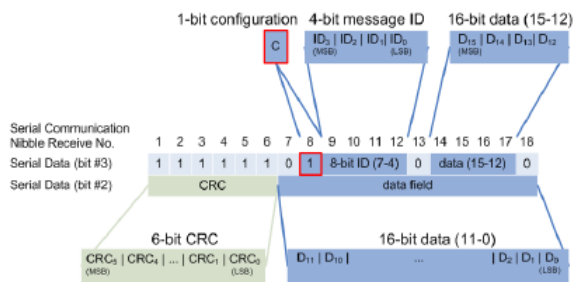 1-bit configuration 4-bit message ID 16-bit data (15-12)
C
ID₃ | ID₂ | ID₁ | ID₀
(MSB) (LSB)
D₁₅ | D₁₄ | D₁₃ | D₁₂
(MSB)
Serial Communication
Nibble Receive No. 1 2 3 4 5 6 7 8 9 10 11 12 13 14 15 16 17 18
Serial Data (bit #3) 1 1 1 1 1 1 0 1 8-bit ID (7-4) 0 data (15-12) 0
Serial Data (bit #2) CRC data field
6-bit CRC 16-bit data (11-0)
CRC₅ | CRC₄ | ... | CRC₁ | CRC₀
(MSB) (LSB)
D₁₁ | D₁₀ | ... | D₂ | D₁ | D₀
(LSB)